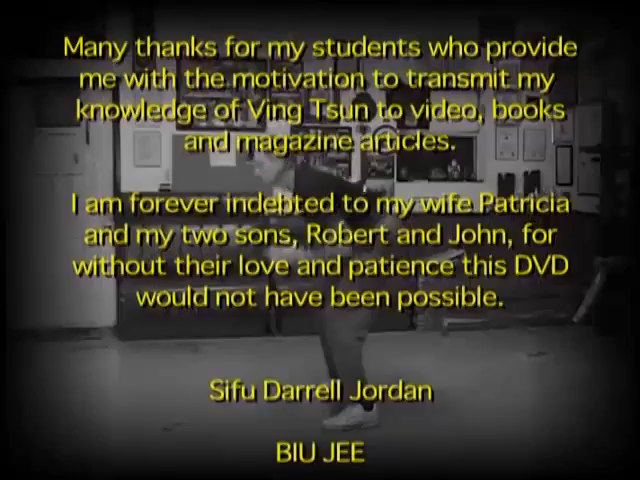 Many thanks for my students who provide
me with the motivation to transmit my
knowledge of Ving Tsun to video, books
and magazine articles.
I am forever indebted to my wife Patricia
and my two sons, Robert and John, for
without their love and patience this DVD
would not have been possible.
Sifu Darrell Jordan
BIU JEE